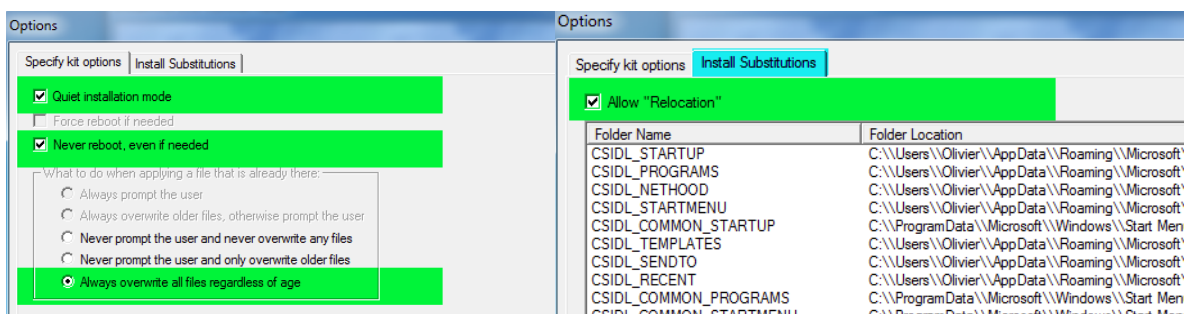 Options
Specify kit options
Install Substitutions
Quiet installation mode
Force reboot if needed
Never reboot, even if needed
What to do when applying a file that is already there:
Always prompt the user
Always overwrite older files, otherwise prompt the user
Never prompt the user and never overwrite any files
Never prompt the user and only overwrite older files
Always overwrite all files regardless of age
Options
Specify kit options
Install Substitutions
Allow "Relocation"
Folder Name Folder Location
CSIDL_STARTUP C:\\Users\\Olivier\\AppData\\Roaming\\Microsoft\
CSIDL_PROGRAMS C:\\Users\\Olivier\\AppData\\Roaming\\Microsoft\
CSIDL_NETHOOD C:\\Users\\Olivier\\AppData\\Roaming\\Microsoft\
CSIDL_STARTMENU C:\\Users\\Olivier\\AppData\\Roaming\\Microsoft\
CSIDL_COMMON_STARTUP C:\\ProgramData\\Microsoft\\Windows\\Start Men
CSIDL_TEMPLATES C:\\Users\\Olivier\\AppData\\Roaming\\Microsoft\
CSIDL_SENDTO C:\\Users\\Olivier\\AppData\\Roaming\\Microsoft\
CSIDL_RECENT C:\\Users\\Olivier\\AppData\\Roaming\\Microsoft\
CSIDL_COMMON_PROGRAMS C:\\ProgramData\\Microsoft\\Windows\\Start Men
CSIDL_COMMON_STARTMENU C:\\ProgramData\\Microsoft\\Windows\\Start Men